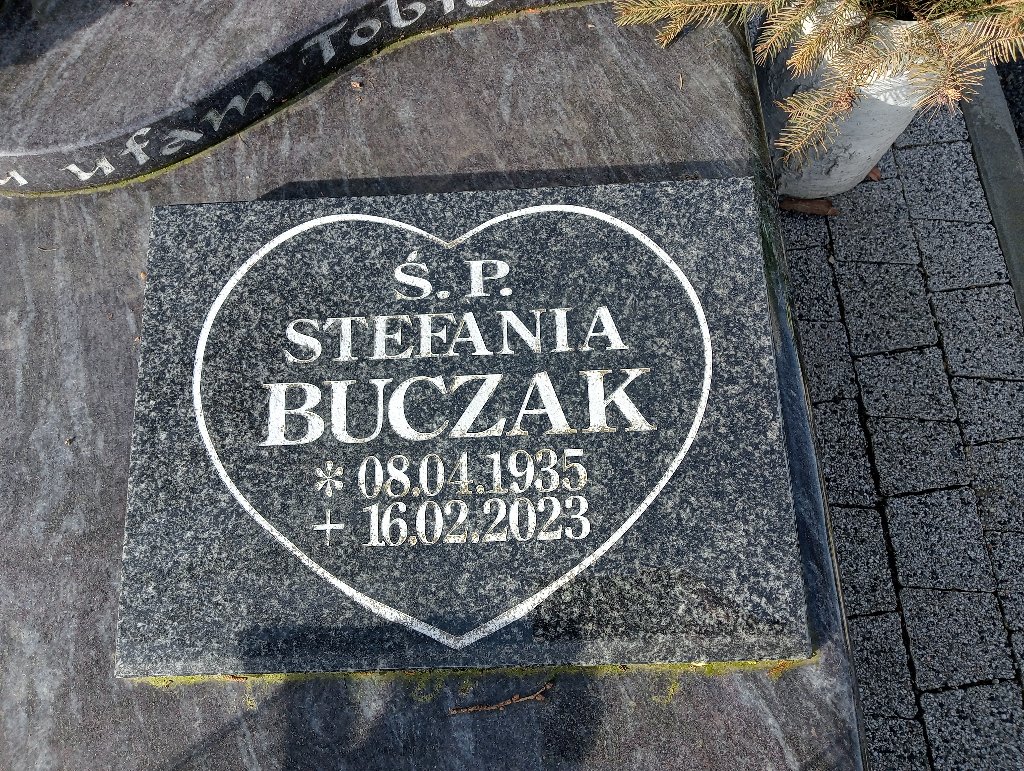 ufam Tobie
Ś. P.
STEFANIA
BUCZAK
* 08.04.1935
+ 16.02.2023